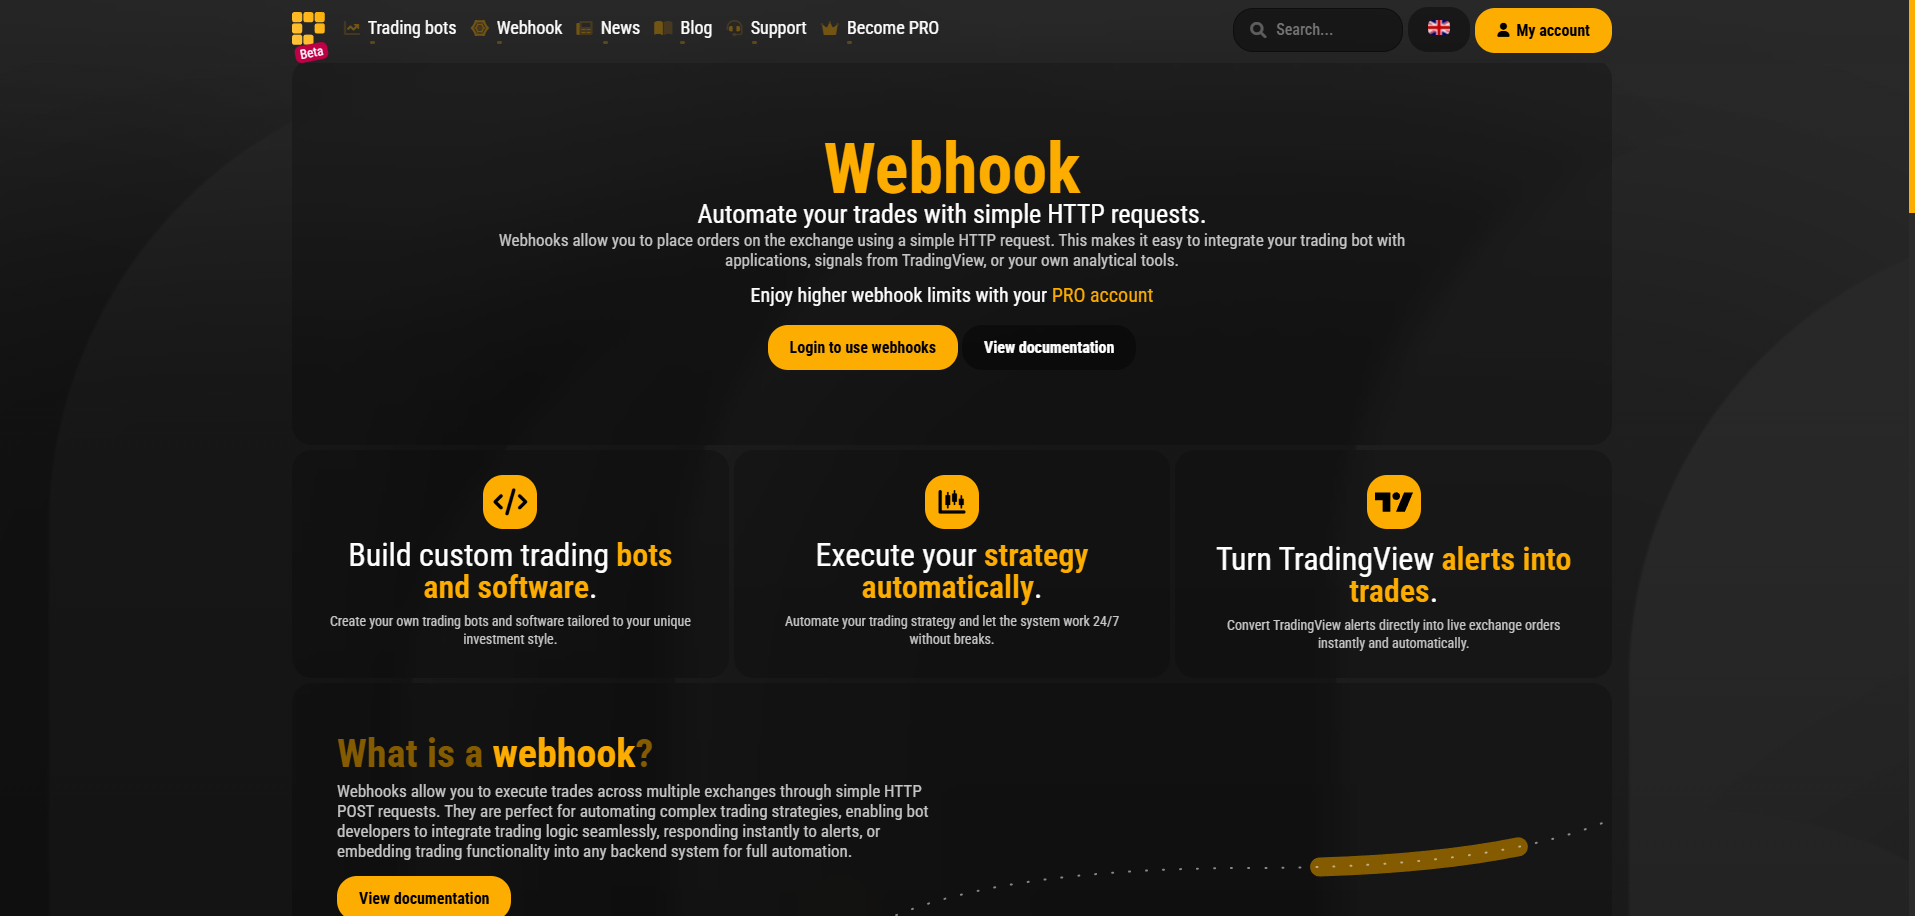 Beta
Trading bots
Webhook
News
Blog
Support
Become PRO
Search...
My account
Webhook
Automate your trades with simple HTTP requests.
Webhooks allow you to place orders on the exchange using a simple HTTP request. This makes it easy to integrate your trading bot with
applications, signals from TradingView, or your own analytical tools.
Enjoy higher webhook limits with your PRO account
Login to use webhooks
View documentation
Build custom trading bots
and software.
Create your own trading bots and software tailored to your unique
investment style.
Execute your strategy
automatically.
Automate your trading strategy and let the system work 24/7
without breaks.
Turn TradingView alerts into
trades.
Convert TradingView alerts directly into live exchange orders
instantly and automatically.
What is a webhook?
Webhooks allow you to execute trades across multiple exchanges through simple HTTP
POST requests. They are perfect for automating complex trading strategies, enabling bot
developers to integrate trading logic seamlessly, responding instantly to alerts, or
embedding trading functionality into any backend system for full automation.
View documentation